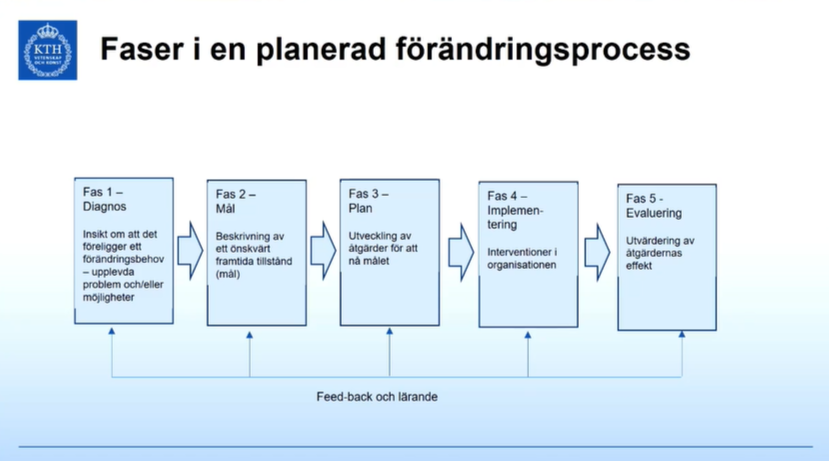 KTH
VETENSKAP
OCH KONST
Faser i en planerad förändringsprocess
Fas 1 –
Diagnos
Insikt om att det
föreligger ett
förändringsbehov
– upplevda
problem och/eller
möjligheter
Fas 2 –
Mål
Beskrivning av
ett önskvärt
framtida tillstånd
(mål)
Fas 3 –
Plan
Utveckling av
åtgärder för att
nå målet
Fas 4 –
Implemen-
tering
Interventioner i
organisationen
Fas 5 -
Evaluering
Utvärdering av
åtgärdernas
effekt
Feed-back och lärande